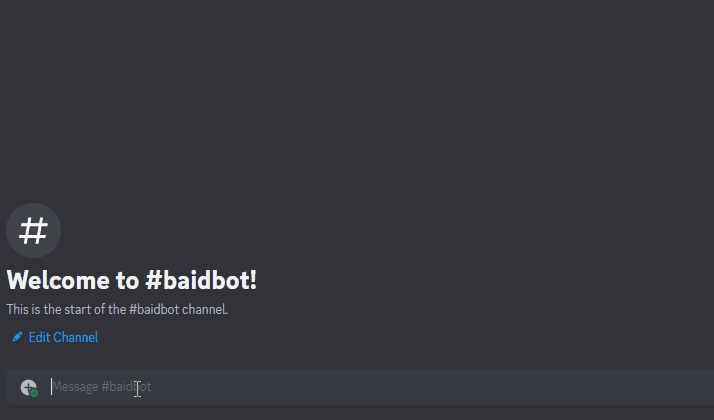 #
Welcome to #baidbot!
This is the start of the #baidbot channel.
Edit Channel
Message #baidbot